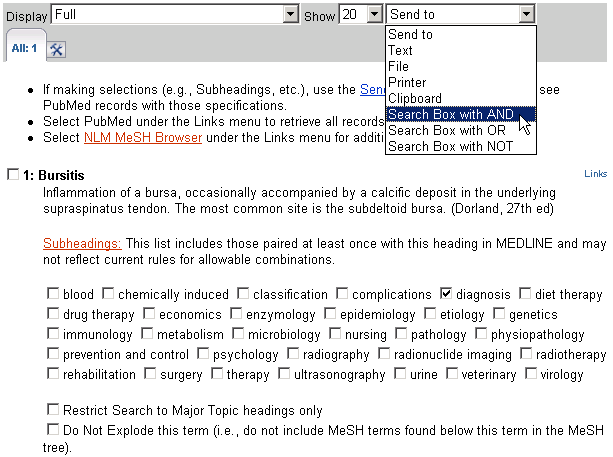 Display Full Show 20 Send to
All: 1
Send to
Text
File
Printer
Clipboard
Search Box with AND
Search Box with OR
Search Box with NOT
If making selections (e.g., Subheadings, etc.), use the Sen see
PubMed records with those specifications.
Select PubMed under the Links menu to retrieve all records
Select NLM MeSH Browser under the Links menu for additi
1: Bursitis Links
Inflammation of a bursa, occasionally accompanied by a calcific deposit in the underlying
supraspinatus tendon. The most common site is the subdeltoid bursa. (Dorland, 27th ed)
Subheadings: This list includes those paired at least once with this heading in MEDLINE and may
not reflect current rules for allowable combinations.
blood chemically induced classification complications diagnosis diet therapy
drug therapy economics enzymology epidemiology etiology genetics
immunology metabolism microbiology nursing pathology physiopathology
prevention and control psychology radiography radionuclide imaging radiotherapy
rehabilitation surgery therapy ultrasonography urine veterinary virology
Restrict Search to Major Topic headings only
Do Not Explode this term (i.e., do not include MeSH terms found below this term in the MeSH
tree).